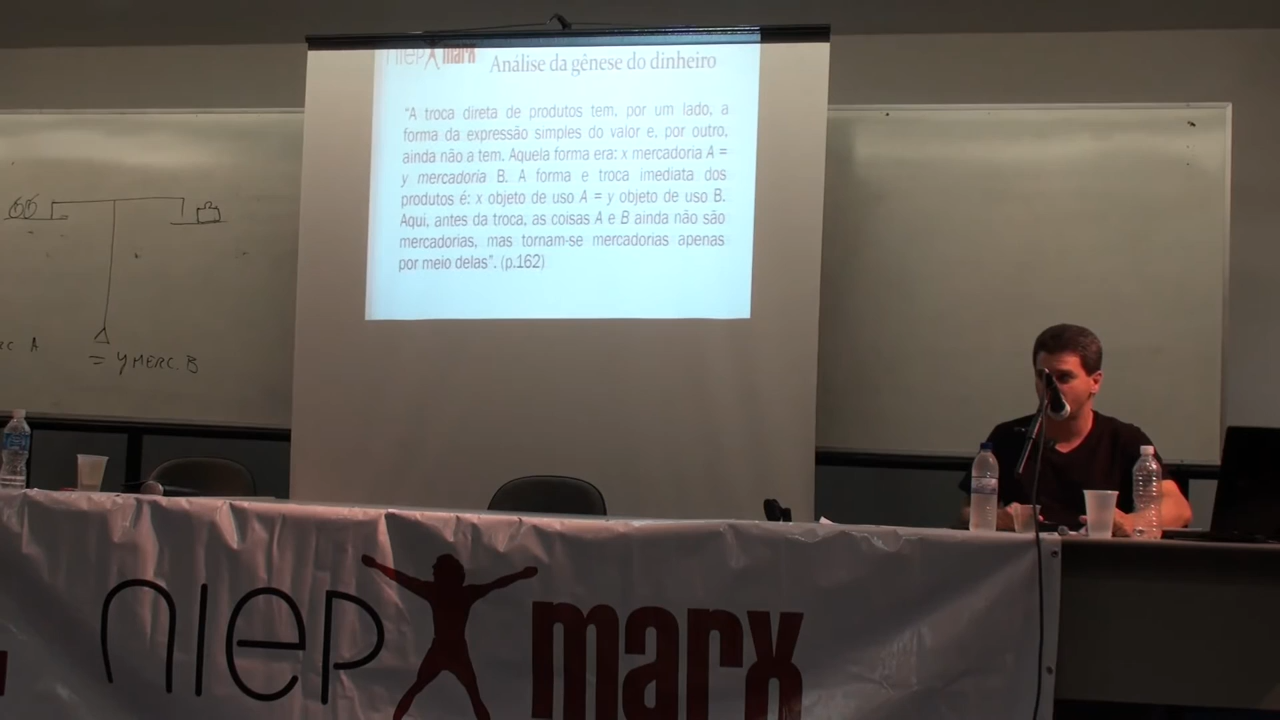 niep marx
Análise da gênese do dinheiro
"A troca direta de produtos tem, por um lado, a
forma da expressão simples do valor e, por outro,
ainda não a tem. Aquela forma era: x mercadoria A =
y mercadoria B. A forma e troca imediata dos
produtos é: x objeto de uso A = y objeto de uso B.
Aqui, antes da troca, as coisas A e B ainda não são
mercadorias, mas tornam-se mercadorias apenas
por meio delas". (p.162)
A
= y MERC. B
niep marx